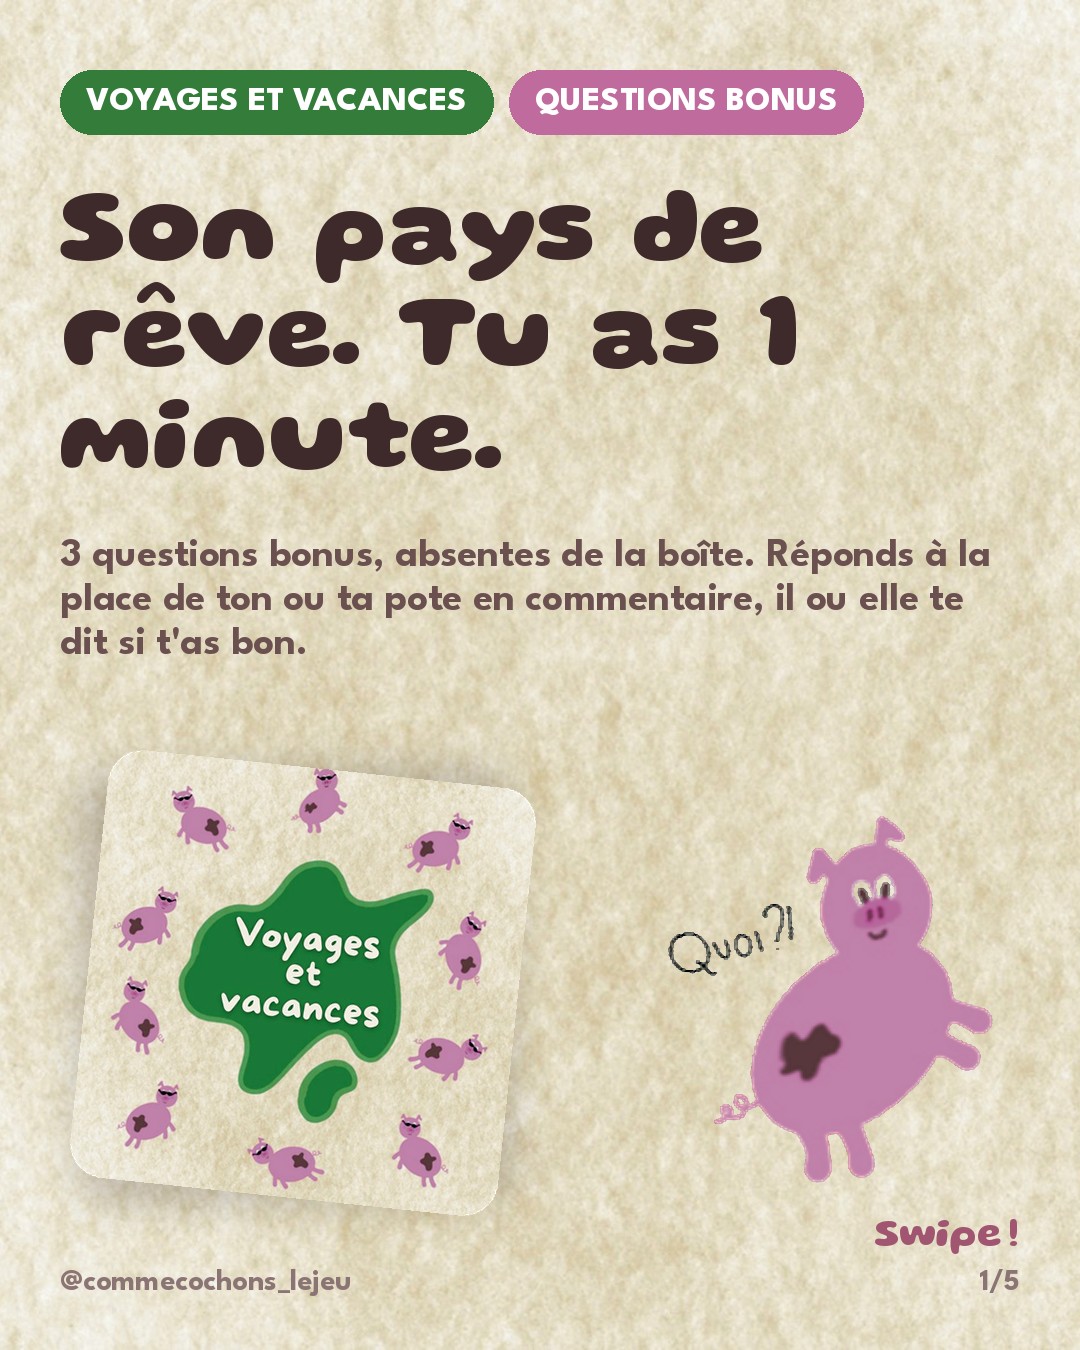 VOYAGES ET VACANCES
QUESTIONS BONUS
Son pays de
rêve. Tu as 1
minute.
3 questions bonus, absentes de la boîte. Réponds à la
place de ton ou ta pote en commentaire, il ou elle te
dit si t'as bon.
Voyages
et
vacances
Quoi?!
Swipe !
@commecochons_lejeu
1/5